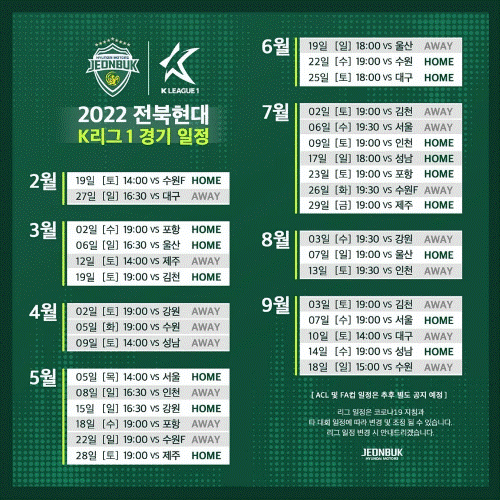 HYUNDAI MOTORS
JEONBUK
K LEAGUE 1
2022 전북현대
K리그 1 경기 일정
2월
19일 [토] 14:00 VS 수원F HOME
27일 [일] 16:30 VS 대구 AWAY
3월
02일 [수] 19:00 VS 포항 HOME
06일 [일] 16:30 VS 울산 HOME
12일 [토] 14:00 VS 제주 AWAY
19일 [토] 19:00 VS 김천 HOME
4월
02일 [토] 19:00 VS 강원 AWAY
05일 [화] 19:00 VS 수원 AWAY
09일 [토] 14:00 VS 성남 AWAY
5월
05일 [목] 14:00 VS 서울 HOME
08일 [일] 16:30 VS 인천 AWAY
15일 [일] 16:30 VS 강원 HOME
18일 [수] 19:00 VS 포항 AWAY
22일 [일] 19:00 VS 수원F AWAY
28일 [토] 19:00 VS 제주 HOME
6월
19일 [일] 18:00 VS 울산 AWAY
22일 [수] 19:00 VS 수원 HOME
25일 [토] 18:00 VS 대구 HOME
7월
02일 [토] 19:00 VS 김천 AWAY
06일 [수] 19:30 VS 서울 AWAY
09일 [토] 19:00 VS 인천 HOME
17일 [일] 18:00 VS 성남 HOME
23일 [토] 19:00 VS 포항 HOME
26일 [화] 19:30 VS 수원F AWAY
29일 [금] 19:00 VS 제주 HOME
8월
03일 [수] 19:30 VS 강원 AWAY
07일 [일] 19:00 VS 울산 HOME
13일 [토] 19:30 VS 인천 AWAY
9월
03일 [토] 19:00 VS 김천 AWAY
07일 [수] 19:00 VS 서울 HOME
10일 [토] 14:00 VS 대구 AWAY
14일 [수] 19:00 VS 성남 HOME
18일 [일] 15:00 VS 수원 AWAY
[ ACL 및 FA컵 일정은 추후 별도 공지 예정 ]
리그 일정은 코로나19 지침과
타 대회 일정에 따라 변경 및 조정 될 수 있습니다.
리그 일정 변경 시 안내드리겠습니다.
JEONBUK
HYUNDAI MOTORS